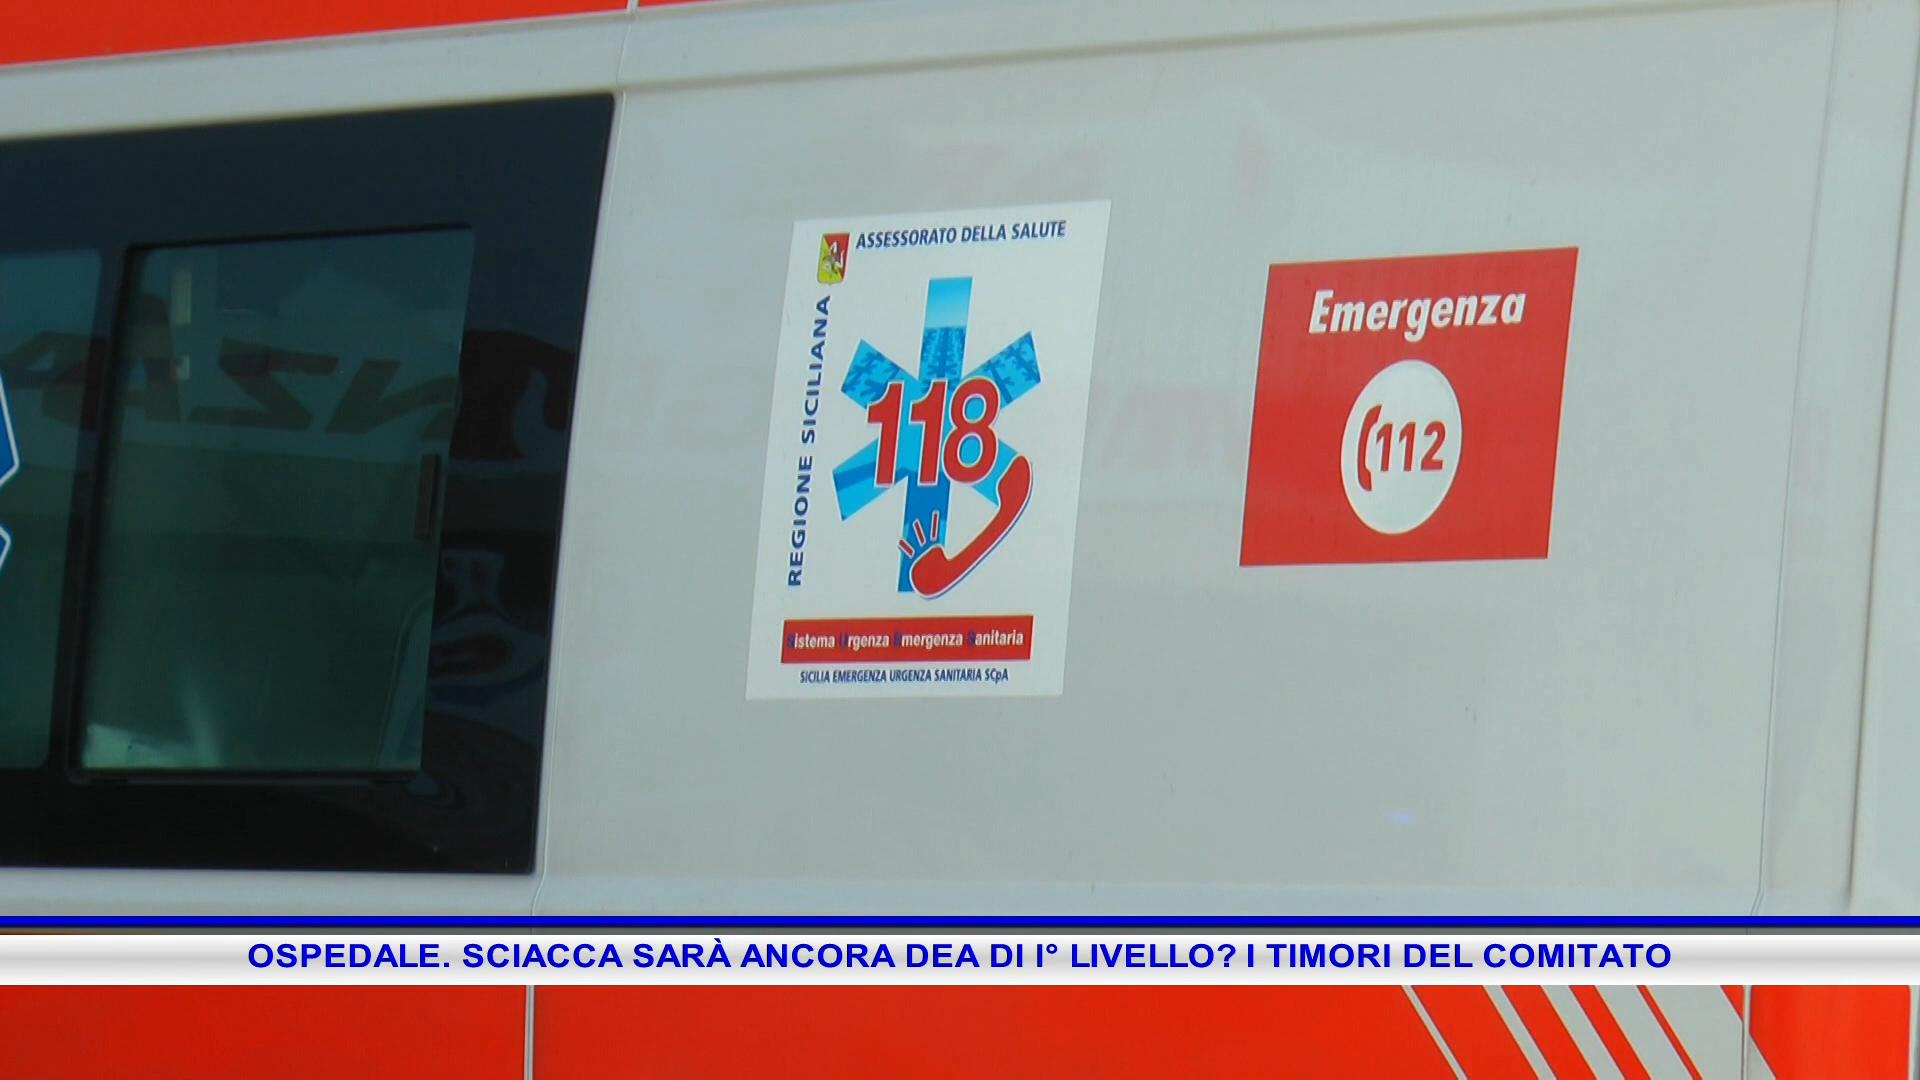 ASSESSORATO DELLA SALUTE
REGIONE SICILIANA
118
Sistema Urgenza Emergenza Sanitaria
SICILIA EMERGENZA URGENZA SANITARIA SCpA
Emergenza
112
OSPEDALE. SCIACCA SARÀ ANCORA DEA DI I° LIVELLO? I TIMORI DEL COMITATO